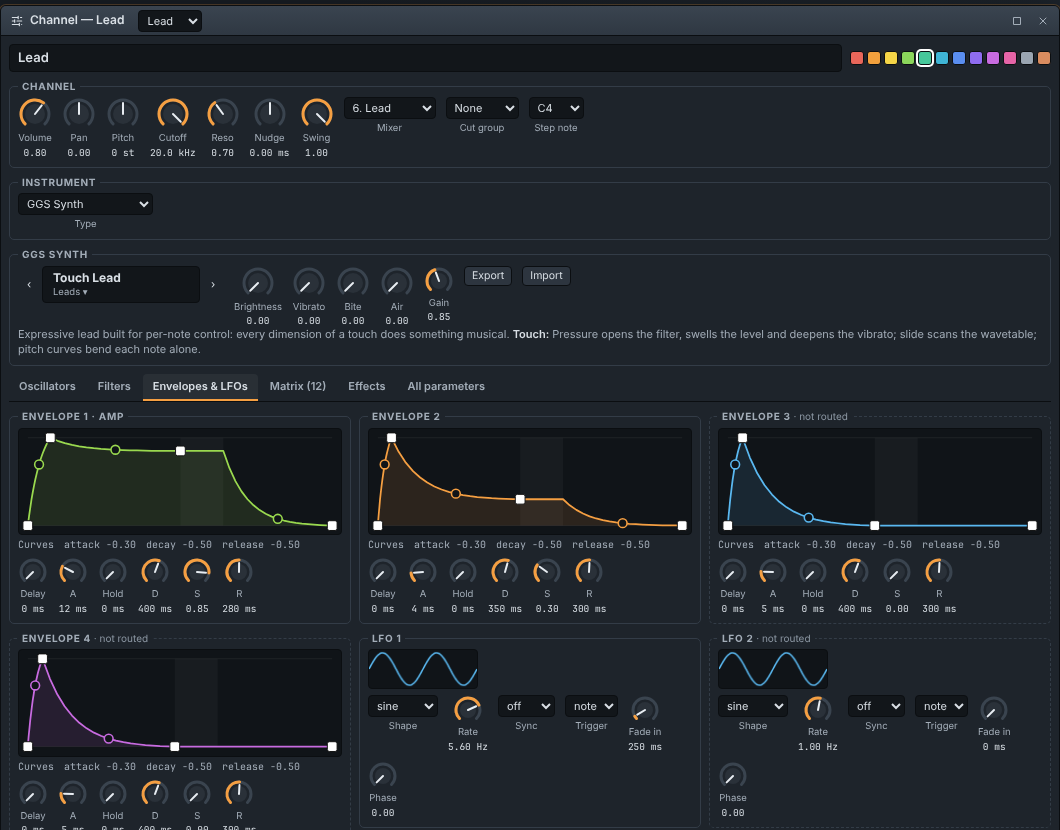 Channel — Lead
Lead
Lead
CHANNEL
Volume Pan Pitch Cutoff Reso Nudge Swing
0.80 0.00 0 st 20.0 kHz 0.70 0.00 ms 1.00
6. Lead None C4
Mixer Cut group Step note
INSTRUMENT
GGS Synth
Type
GGS SYNTH
‹ Touch Lead ›
Leads ▾
Brightness Vibrato Bite Air Gain
0.00 0.00 0.00 0.00 0.85
Export Import
Expressive lead built for per-note control: every dimension of a touch does something musical. Touch: Pressure opens the filter, swells the level and deepens the vibrato; slide scans the wavetable;
pitch curves bend each note alone.
Oscillators Filters Envelopes & LFOs Matrix (12) Effects All parameters
ENVELOPE 1 · AMP
Curves attack -0.30 decay -0.50 release -0.50
Delay A Hold D S R
0 ms 12 ms 0 ms 400 ms 0.85 280 ms
ENVELOPE 2
Curves attack -0.30 decay -0.50 release -0.50
Delay A Hold D S R
0 ms 4 ms 0 ms 350 ms 0.30 300 ms
ENVELOPE 3 · not routed
Curves attack -0.30 decay -0.50 release -0.50
Delay A Hold D S R
0 ms 5 ms 0 ms 400 ms 0.00 300 ms
ENVELOPE 4 · not routed
Curves attack -0.30 decay -0.50 release -0.50
Delay A Hold D S R
0 ms 5 ms 0 ms 400 ms 0.00 300 ms
LFO 1
sine off note
Shape Rate Sync Trigger Fade in
5.60 Hz 250 ms
Phase
0.00
LFO 2 · not routed
sine off note
Shape Rate Sync Trigger Fade in
1.00 Hz 0 ms
Phase
0.00